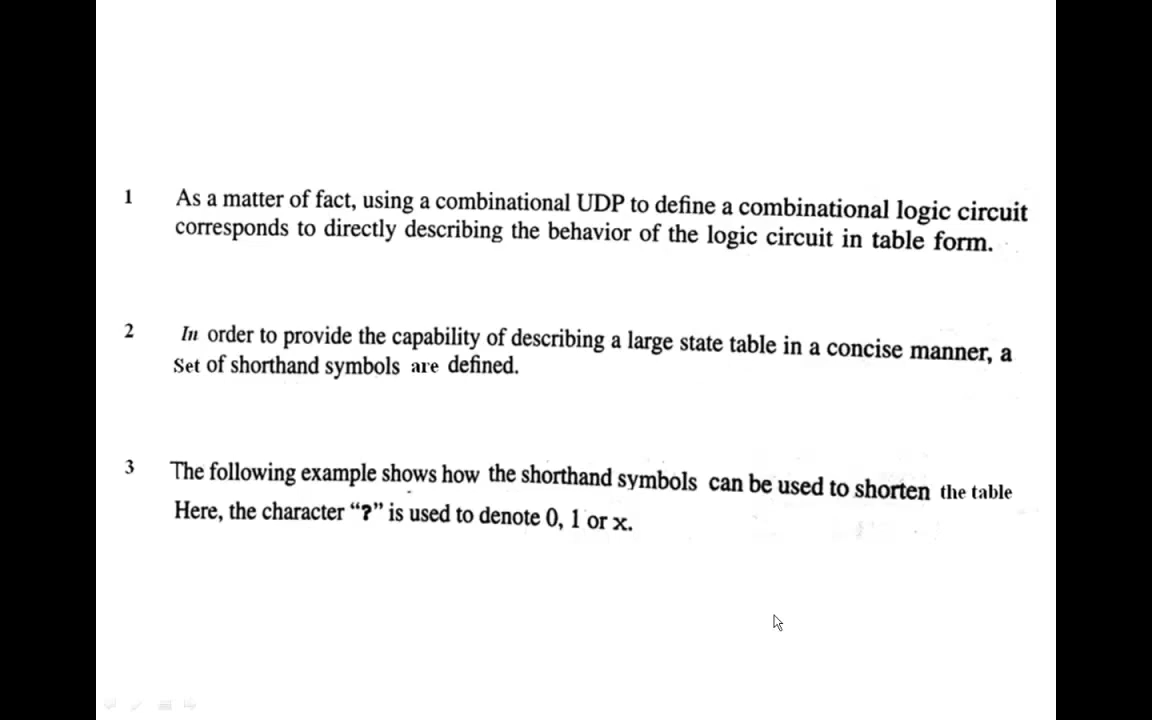 1 As a matter of fact, using a combinational UDP to define a combinational logic circuit
corresponds to directly describing the behavior of the logic circuit in table form.
2 In order to provide the capability of describing a large state table in a concise manner, a
Set of shorthand symbols are defined.
3 The following example shows how the shorthand symbols can be used to shorten the table
Here, the character “?” is used to denote 0, 1 or x.